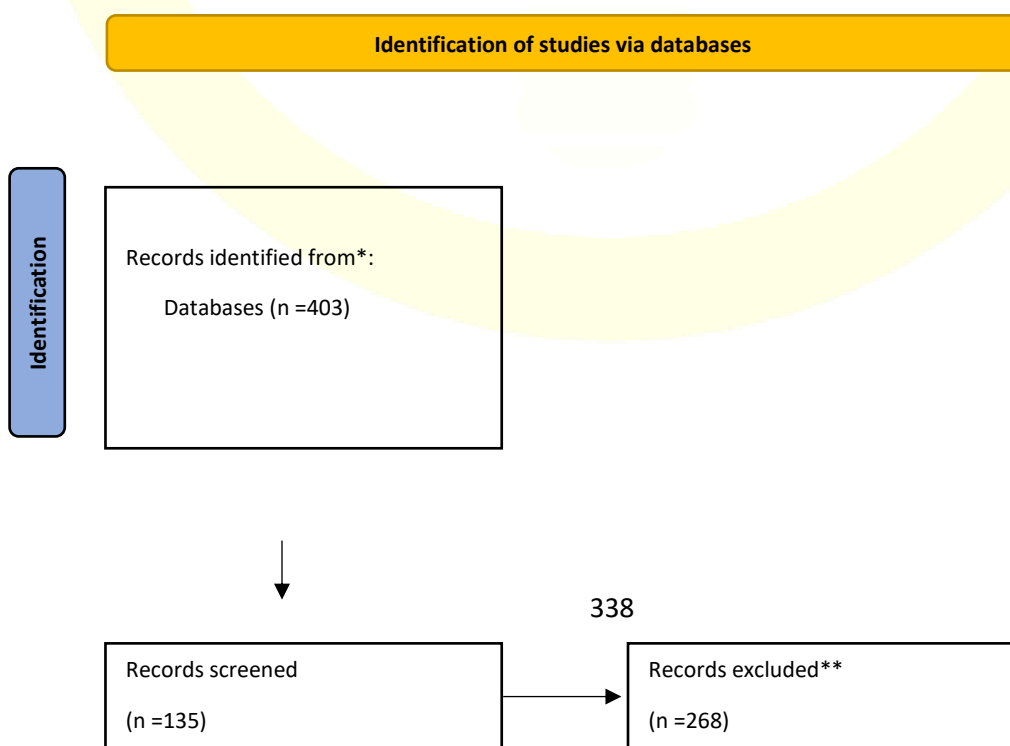 Identification of studies via databases
Identification
Records identified from*:
Databases (n =403)
338
Records screened
(n =135)
Records excluded**
(n =268)